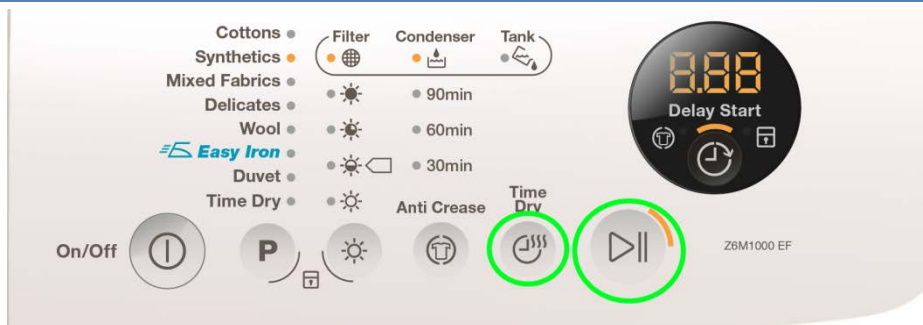 Cottons
Synthetics
Mixed Fabrics
Delicates
Wool
Easy Iron
Duvet
Time Dry
Filter
Condenser
Tank
90min
60min
30min
Anti Crease
Time
Dry
On/Off
P
8.88
Delay Start
Z6M1000 EF